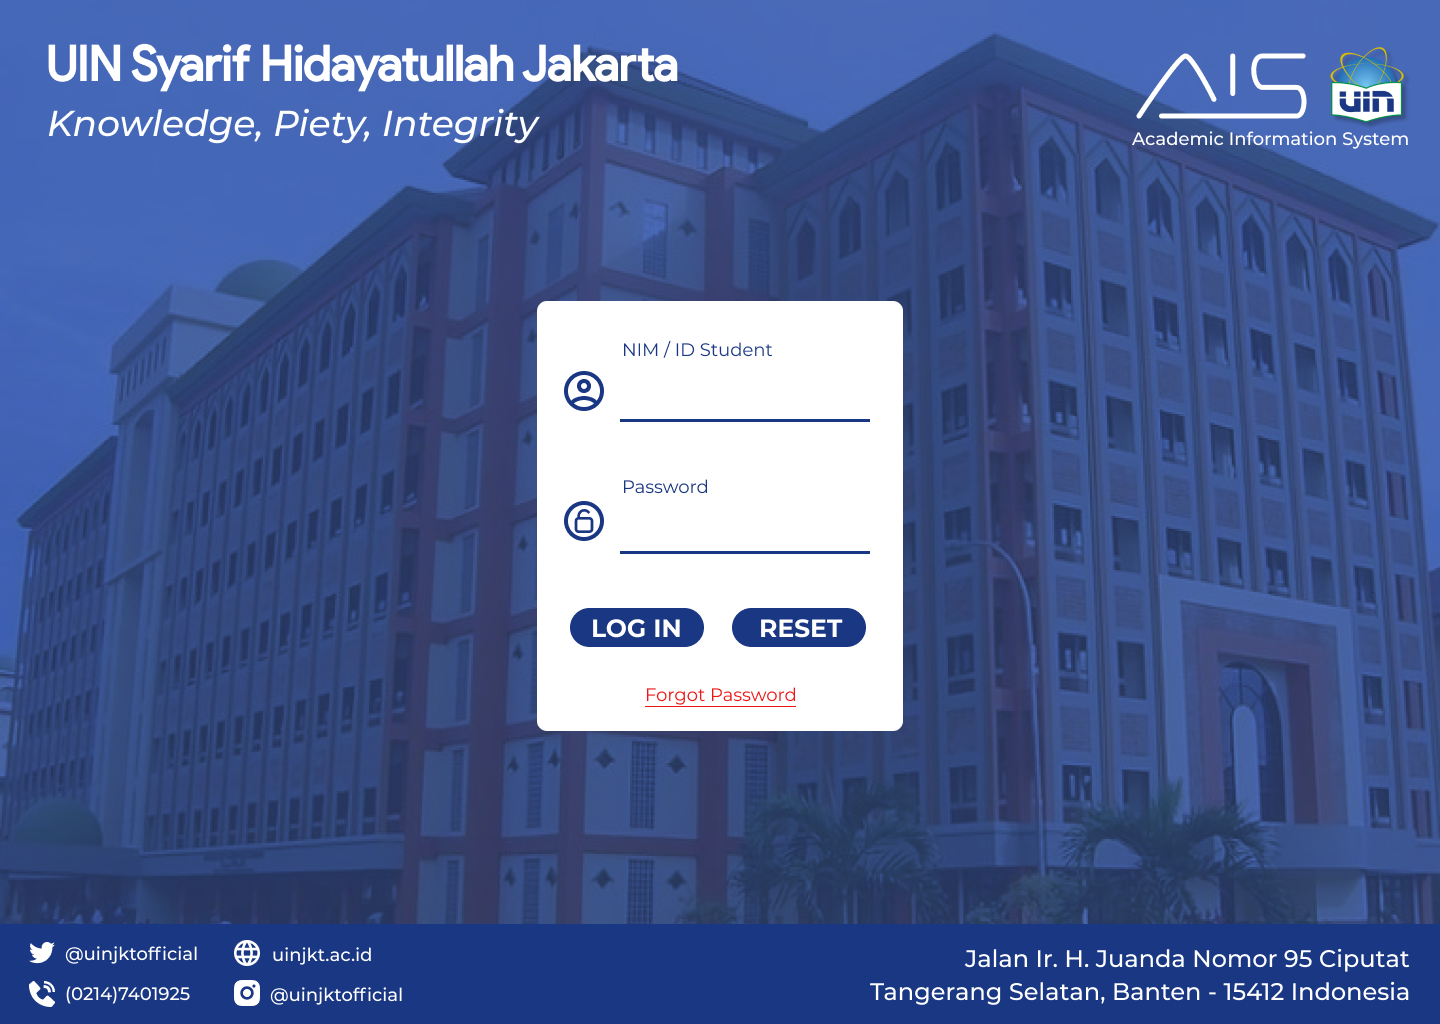 UIN Syarif Hidayatullah Jakarta
Knowledge, Piety, Integrity
AIS
UIN
Academic Information System
NIM / ID Student
Password
LOG IN
RESET
Forgot Password
@uinjktofficial
uinjkt.ac.id
(0214)7401925
@uinjktofficial
Jalan Ir. H. Juanda Nomor 95 Ciputat
Tangerang Selatan, Banten - 15412 Indonesia